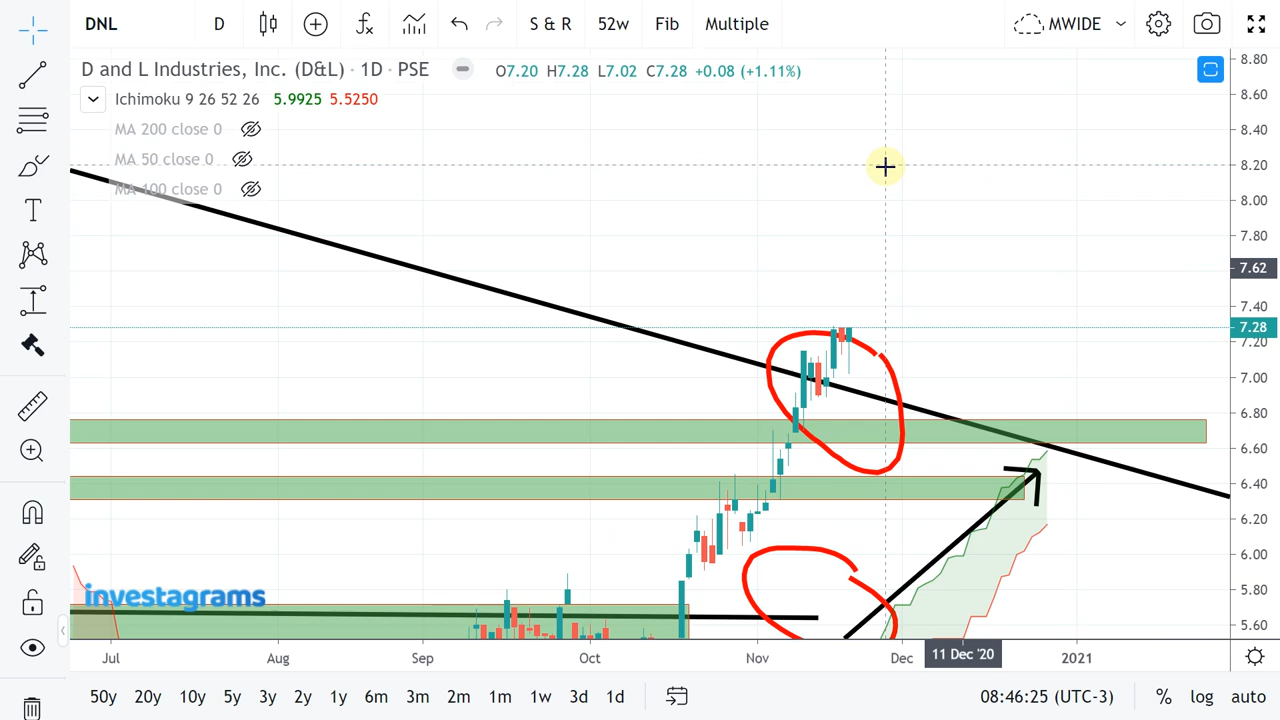 DNL D S & R 52w Fib Multiple MWIDE
D and L Industries, Inc. (D&L) · 1D · PSE O7.20 H7.28 L7.02 C7.28 +0.08 (+1.11%)
Ichimoku 9 26 52 26 5.9925 5.5250
MA 200 close 0
MA 50 close 0
MA 100 close 0
8.80
8.60
8.40
8.20
8.00
7.80
7.62
7.40
7.28
7.20
7.00
6.80
6.60
6.40
6.20
6.00
5.80
5.60
investagrams
Jul Aug Sep Oct Nov Dec 11 Dec '20 2021
50y 20y 10y 5y 3y 2y 1y 6m 3m 2m 1m 1w 3d 1d 08:46:25 (UTC-3) % log auto